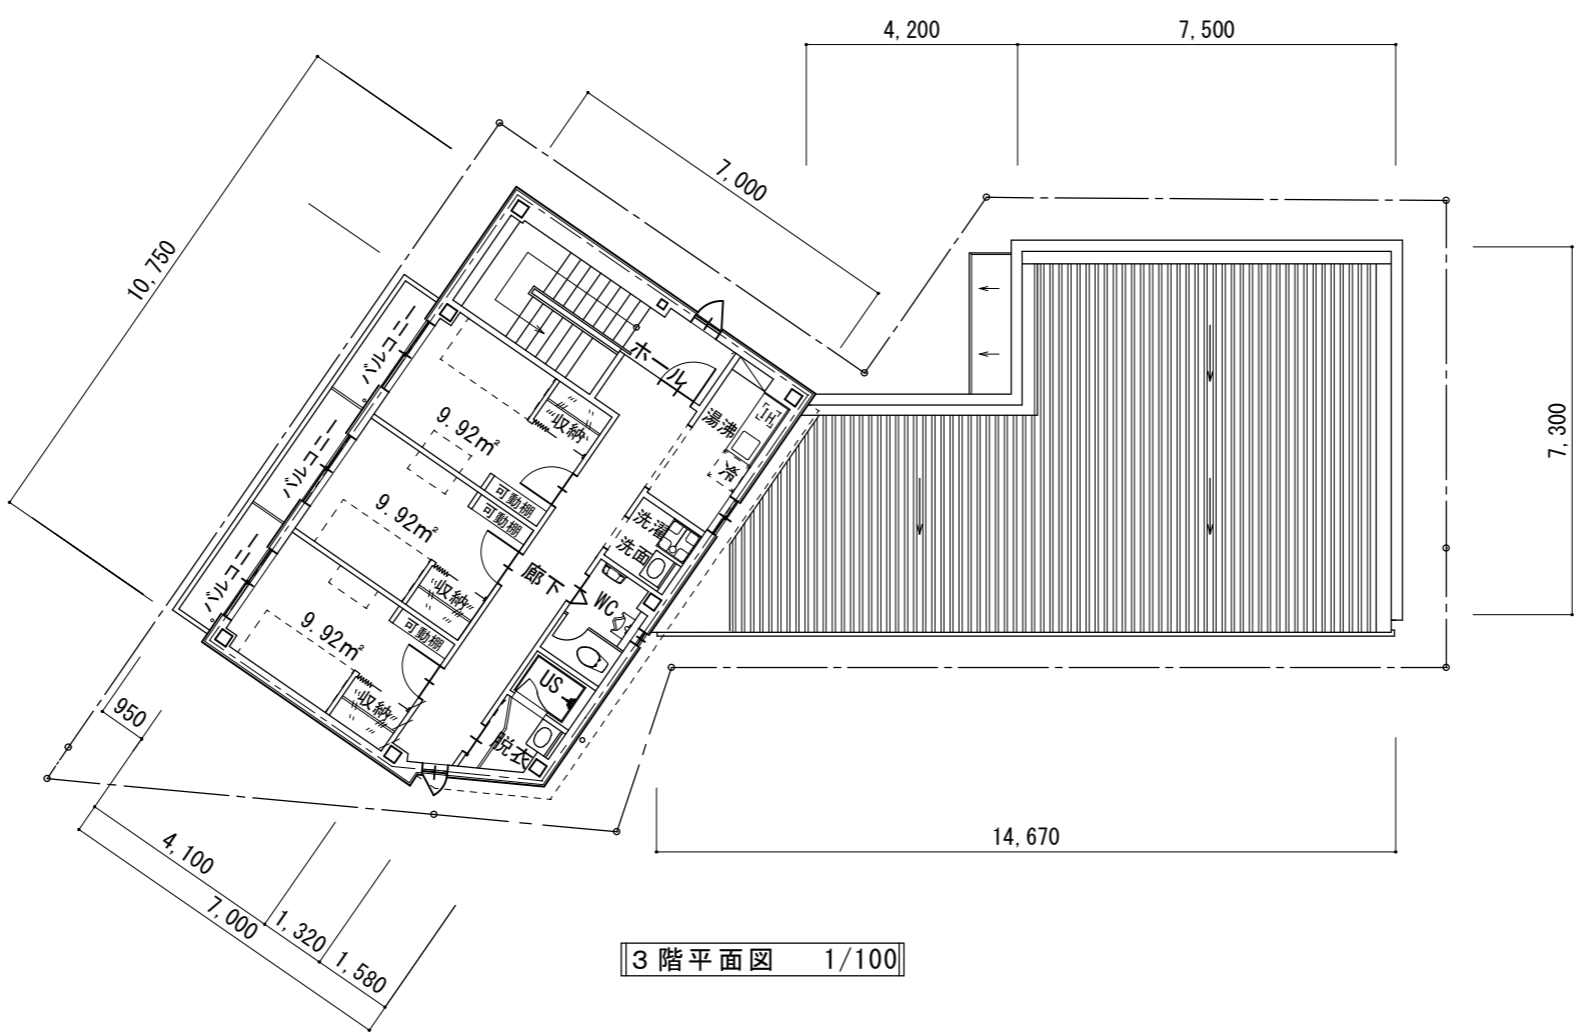 4,200
7,500
7,000
10,750
7,300
ホール
バルコニー
湯沸
IH
冷
9.92㎡
収納
可動棚
可動棚
バルコニー
9.92㎡
収納
洗濯
洗面
廊下
WC
バルコニー
9.92㎡
可動棚
収納
US
脱衣
950
4,100
7,000
1,320
1,580
14,670
3階平面図 1/100